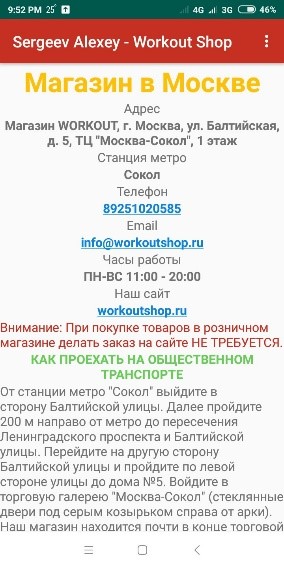 9:52 PM 25° 4G 3G 46%
Sergeev Alexey - Workout Shop
Магазин в Москве
Адрес
Магазин WORKOUT, г. Москва, ул. Балтийская,
д. 5, ТЦ "Москва-Сокол", 1 этаж
Станция метро
Сокол
Телефон
89251020585
Email
info@workoutshop.ru
Часы работы
ПН-ВС 11:00 - 20:00
Наш сайт
workoutshop.ru
Внимание: При покупке товаров в розничном
магазине делать заказ на сайте НЕ ТРЕБУЕТСЯ.
КАК ПРОЕХАТЬ НА ОБЩЕСТВЕННОМ
ТРАНСПОРТЕ
От станции метро "Сокол" выйдите в
сторону Балтийской улицы. Далее пройдите
200 м направо от метро до пересечения
Ленинградского проспекта и Балтийской
улицы. Перейдите на другую сторону
Балтийской улицы и пройдите по левой
стороне улицы до дома №5. Войдите в
торговую галерею "Москва-Сокол" (стеклянные
двери под серым козырьком справа от арки).
Наш магазин находится почти в конце торговой